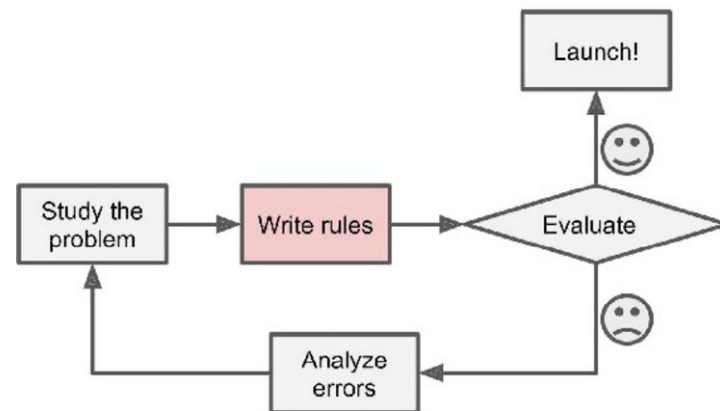 Launch!
Study the
problem
Write rules
Evaluate
Analyze
errors